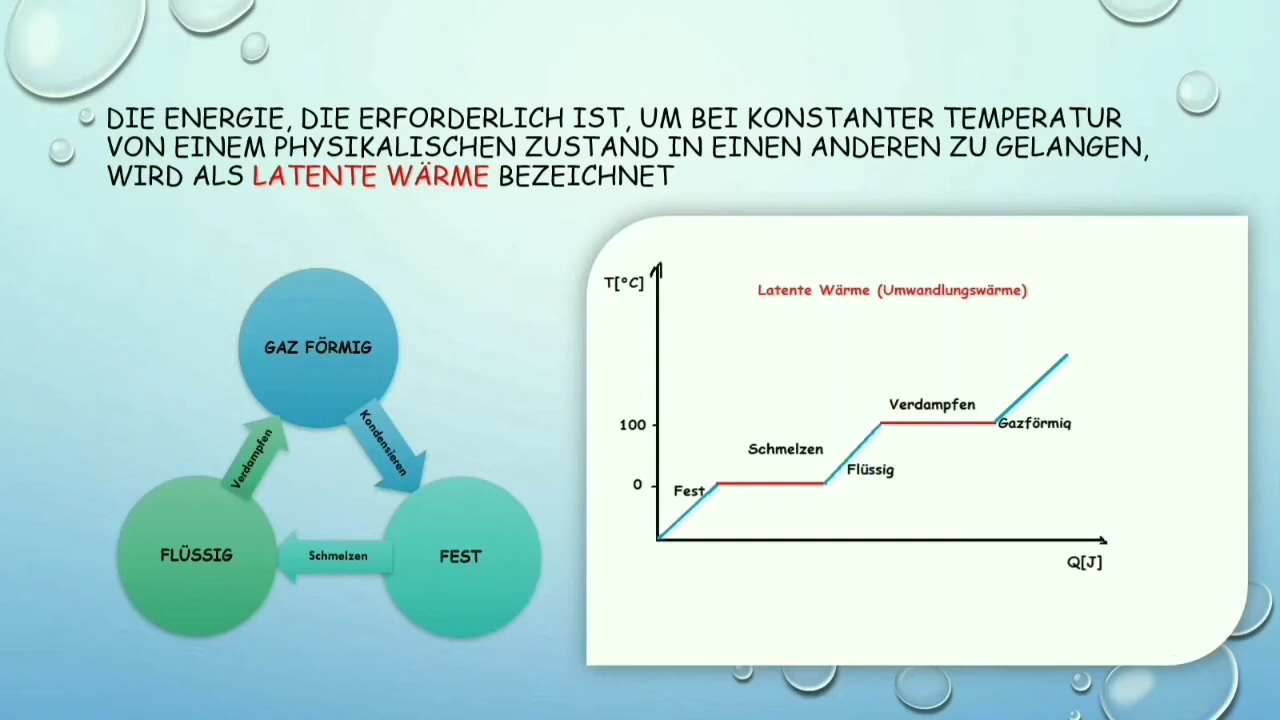 DIE ENERGIE, DIE ERFORDERLICH IST, UM BEI KONSTANTER TEMPERATUR
VON EINEM PHYSIKALISCHEN ZUSTAND IN EINEN ANDEREN ZU GELANGEN,
WIRD ALS LATENTE WÄRME BEZEICHNET
GAZ FÖRMIG
Kondensieren
Verdampfen
FLÜSSIG
Schmelzen
FEST
T[°C]
Latente Wärme (Umwandlungswärme)
Verdampfen
100
Gazförmig
Schmelzen
Flüssig
0
Fest
Q[J]